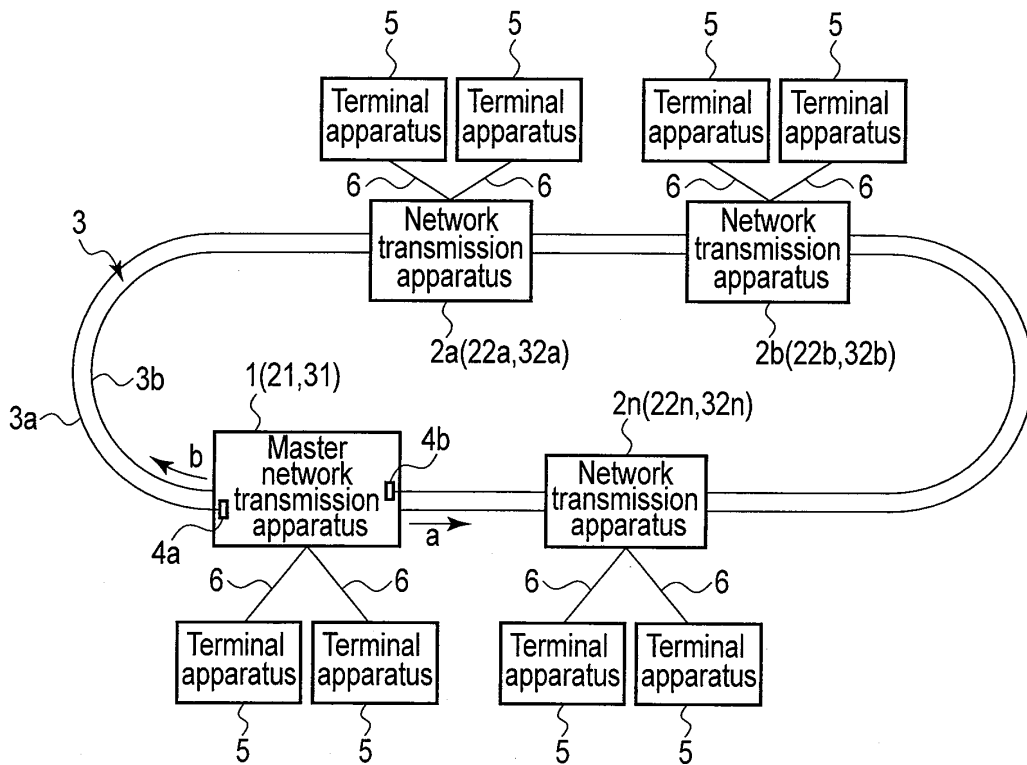 5 5 5 5
Terminal apparatus
Terminal apparatus
Terminal apparatus
Terminal apparatus
6 6 6 6
3
Network transmission apparatus
Network transmission apparatus
2a(22a,32a)
2b(22b,32b)
3b
3a
1(21,31)
2n(22n,32n)
b
Master network transmission apparatus
4b
Network transmission apparatus
4a
a
6 6 6 6
Terminal apparatus
Terminal apparatus
Terminal apparatus
Terminal apparatus
5 5 5 5